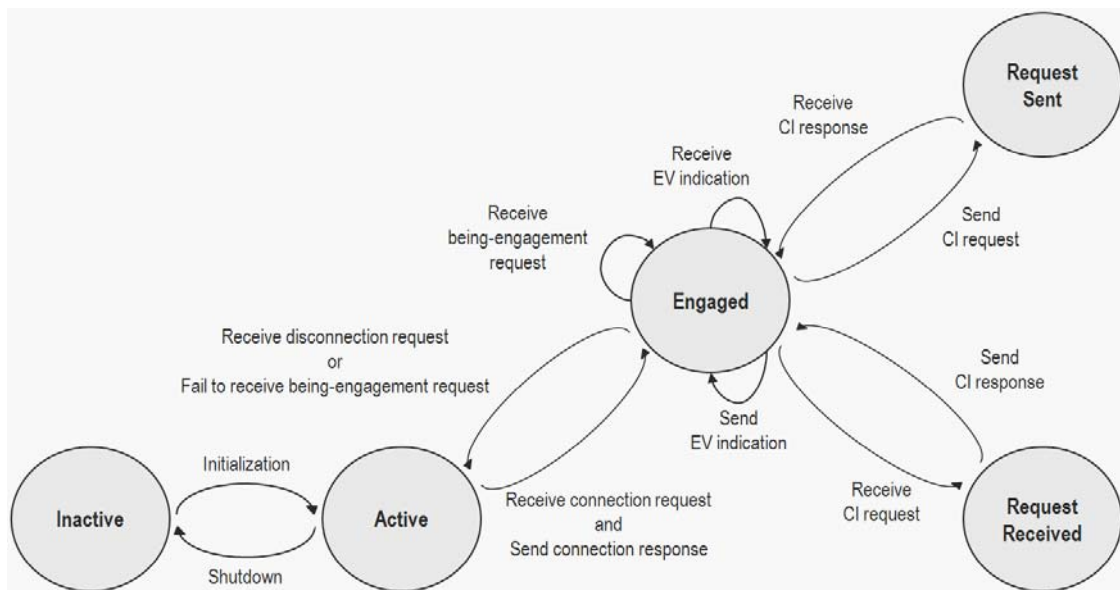 Request
Sent
Receive
CI response
Receive
EV indication
Send
CI request
Receive
being-engagement
request
Engaged
Receive disconnection request
or
Fail to receive being-engagement request
Send
EV indication
Send
CI response
Initialization
Inactive
Active
Shutdown
Receive connection request
and
Send connection response
Receive
CI request
Request
Received